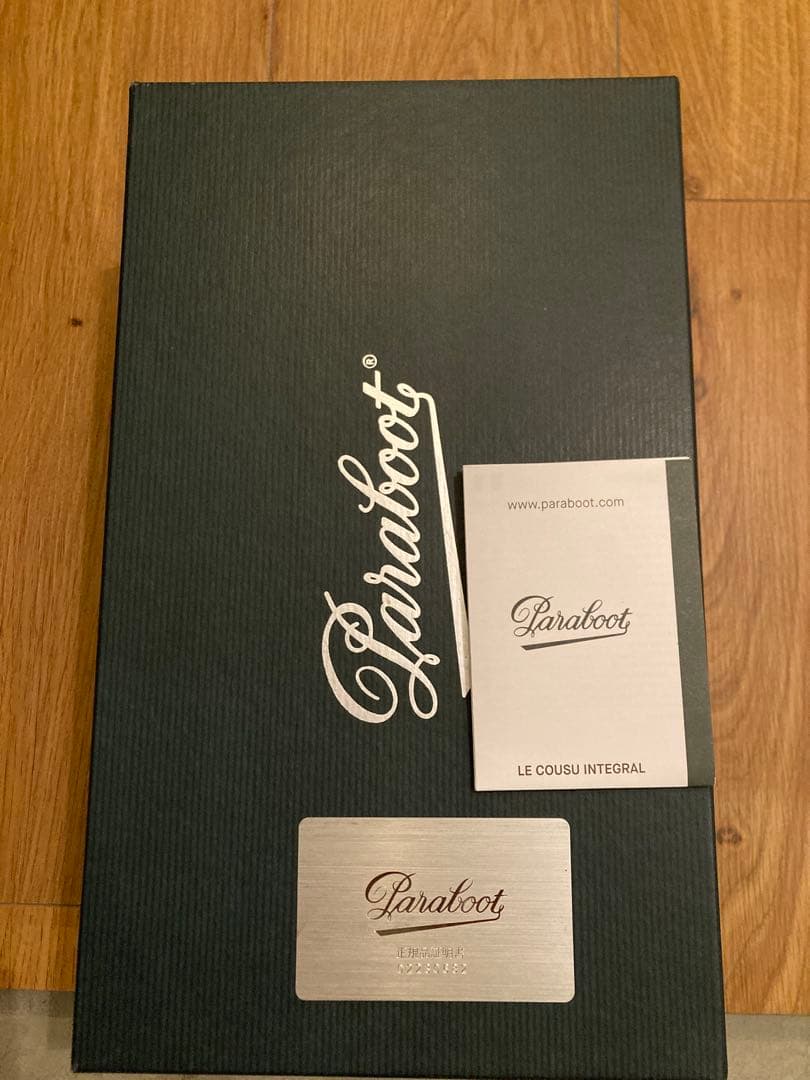 Paraboot®
www.paraboot.com
Paraboot
LE COUSU INTEGRAL
Paraboot
正規品証明書